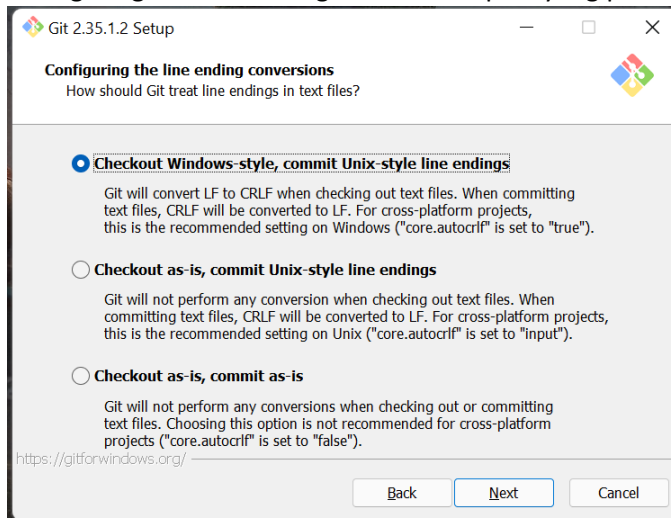 Git 2.35.1.2 Setup
Configuring the line ending conversions
How should Git treat line endings in text files?
Checkout Windows-style, commit Unix-style line endings
Git will convert LF to CRLF when checking out text files. When committing
text files, CRLF will be converted to LF. For cross-platform projects,
this is the recommended setting on Windows ("core.autocrlf" is set to "true").
Checkout as-is, commit Unix-style line endings
Git will not perform any conversion when checking out text files. When
committing text files, CRLF will be converted to LF. For cross-platform projects,
this is the recommended setting on Unix ("core.autocrlf" is set to "input").
Checkout as-is, commit as-is
Git will not perform any conversions when checking out or committing
text files. Choosing this option is not recommended for cross-platform
projects ("core.autocrlf" is set to "false").
https://gitforwindows.org/
Back Next Cancel